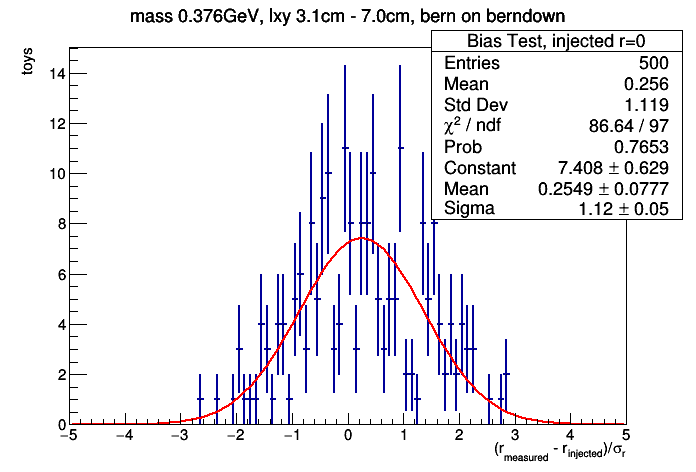 mass 0.376GeV, lxy 3.1cm - 7.0cm, bern on berndown
Bias Test, injected r=0
Entries 500
Mean 0.256
Std Dev 1.119
χ² / ndf 86.64 / 97
Prob 0.7653
Constant 7.408 ± 0.629
Mean 0.2549 ± 0.0777
Sigma 1.12 ± 0.05
toys
14
12
10
8
6
4
2
0
−5 −4 −3 −2 −1 0 1 2 3 4 5
(r_measured - r_injected)/σ_r